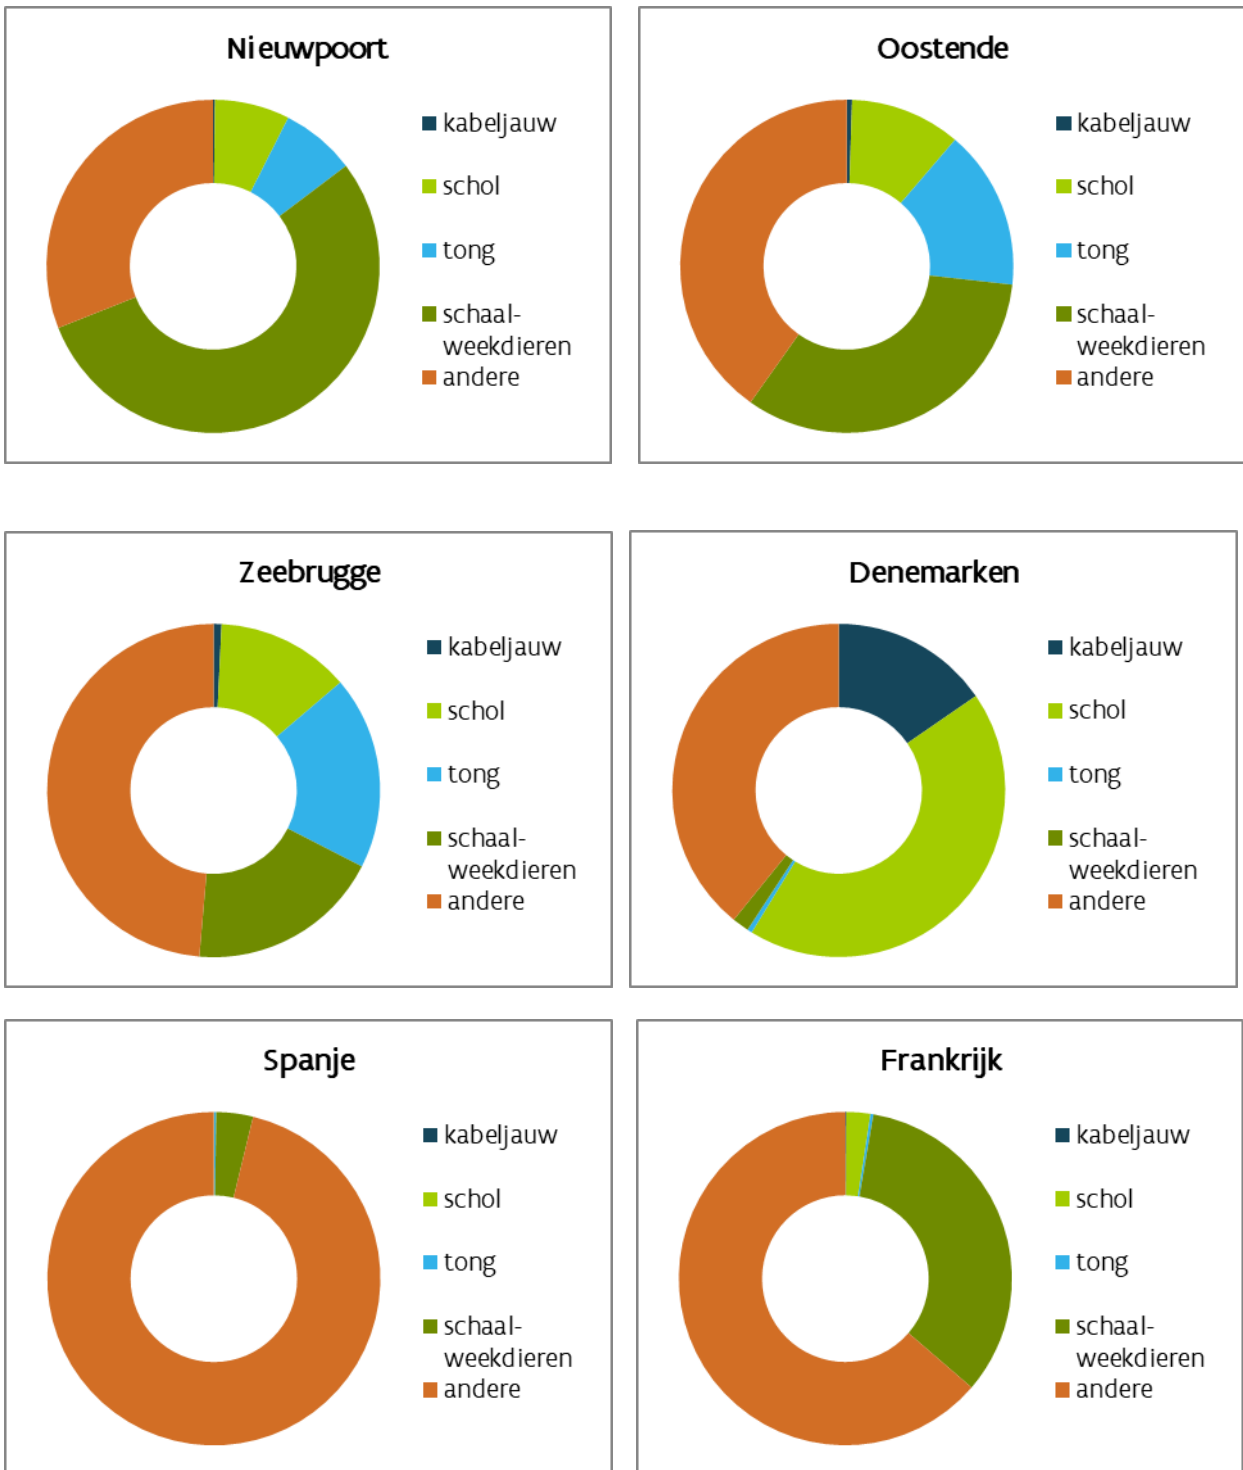 Nieuwpoort
kabeljauw
schol
tong
schaal-
weekdieren
andere
Oostende
kabeljauw
schol
tong
schaal-
weekdieren
andere
Zeebrugge
kabeljauw
schol
tong
schaal-
weekdieren
andere
Denemarken
kabeljauw
schol
tong
schaal-
weekdieren
andere
Spanje
kabeljauw
schol
tong
schaal-
weekdieren
andere
Frankrijk
kabeljauw
schol
tong
schaal-
weekdieren
andere